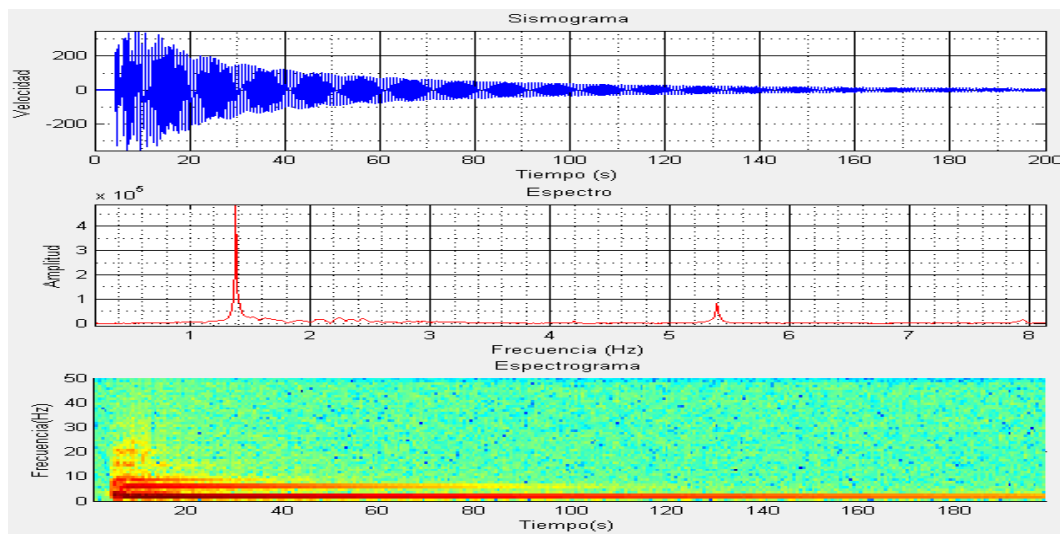 Sismograma
Velocidad
200
0
-200
0 20 40 60 80 100 120 140 160 180 200
Tiempo (s)
Espectro
x 10^5
Amplitud
4
3
2
1
0
1 2 3 4 5 6 7 8
Frecuencia (Hz)
Espectrograma
Frecuencia(Hz)
50
40
30
20
10
0
20 40 60 80 100 120 140 160 180
Tiempo(s)